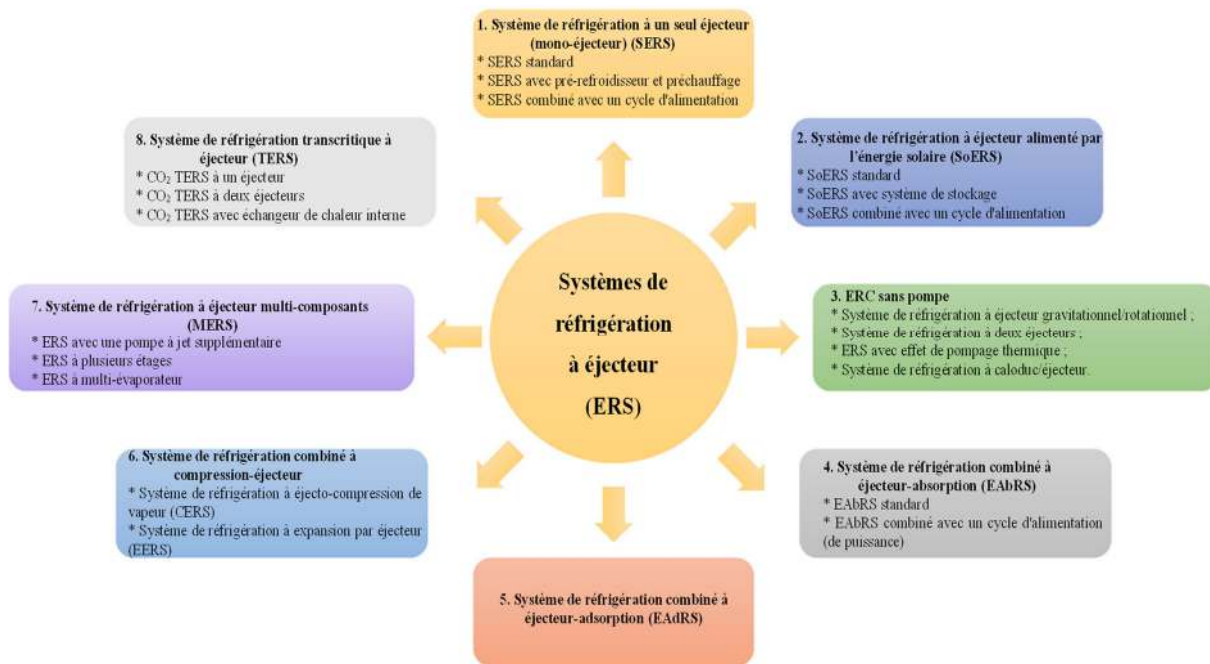 1. Système de réfrigération à un seul éjecteur
(mono-éjecteur) (SERS)
* SERS standard
* SERS avec pré-refroidisseur et préchauffage
* SERS combiné avec un cycle d'alimentation
2. Système de réfrigération à éjecteur alimenté par
l'énergie solaire (SoERS)
* SoERS standard
* SoERS avec système de stockage
* SoERS combiné avec un cycle d'alimentation
3. ERC sans pompe
* Système de réfrigération à éjecteur gravitationnel/rotationnel ;
* Système de réfrigération à deux éjecteurs ;
* ERS avec effet de pompage thermique ;
* Système de réfrigération à caloduc/éjecteur.
4. Système de réfrigération combiné à
éjecteur-absorption (EAbRS)
* EAbRS standard
* EAbRS combiné avec un cycle d'alimentation
(de puissance)
5. Système de réfrigération combiné à
éjecteur-adsorption (EAdRS)
6. Système de réfrigération combiné à
compression-éjecteur
* Système de réfrigération à éjecto-compression de
vapeur (CERS)
* Système de réfrigération à expansion par éjecteur
(EERS)
7. Système de réfrigération à éjecteur multi-composants
(MERS)
* ERS avec une pompe à jet supplémentaire
* ERS à plusieurs étages
* ERS à multi-évaporateur
8. Système de réfrigération transcritique à
éjecteur (TERS)
* CO₂ TERS à un éjecteur
* CO₂ TERS à deux éjecteurs
* CO₂ TERS avec échangeur de chaleur interne
Systèmes de
réfrigération
à éjecteur
(ERS)